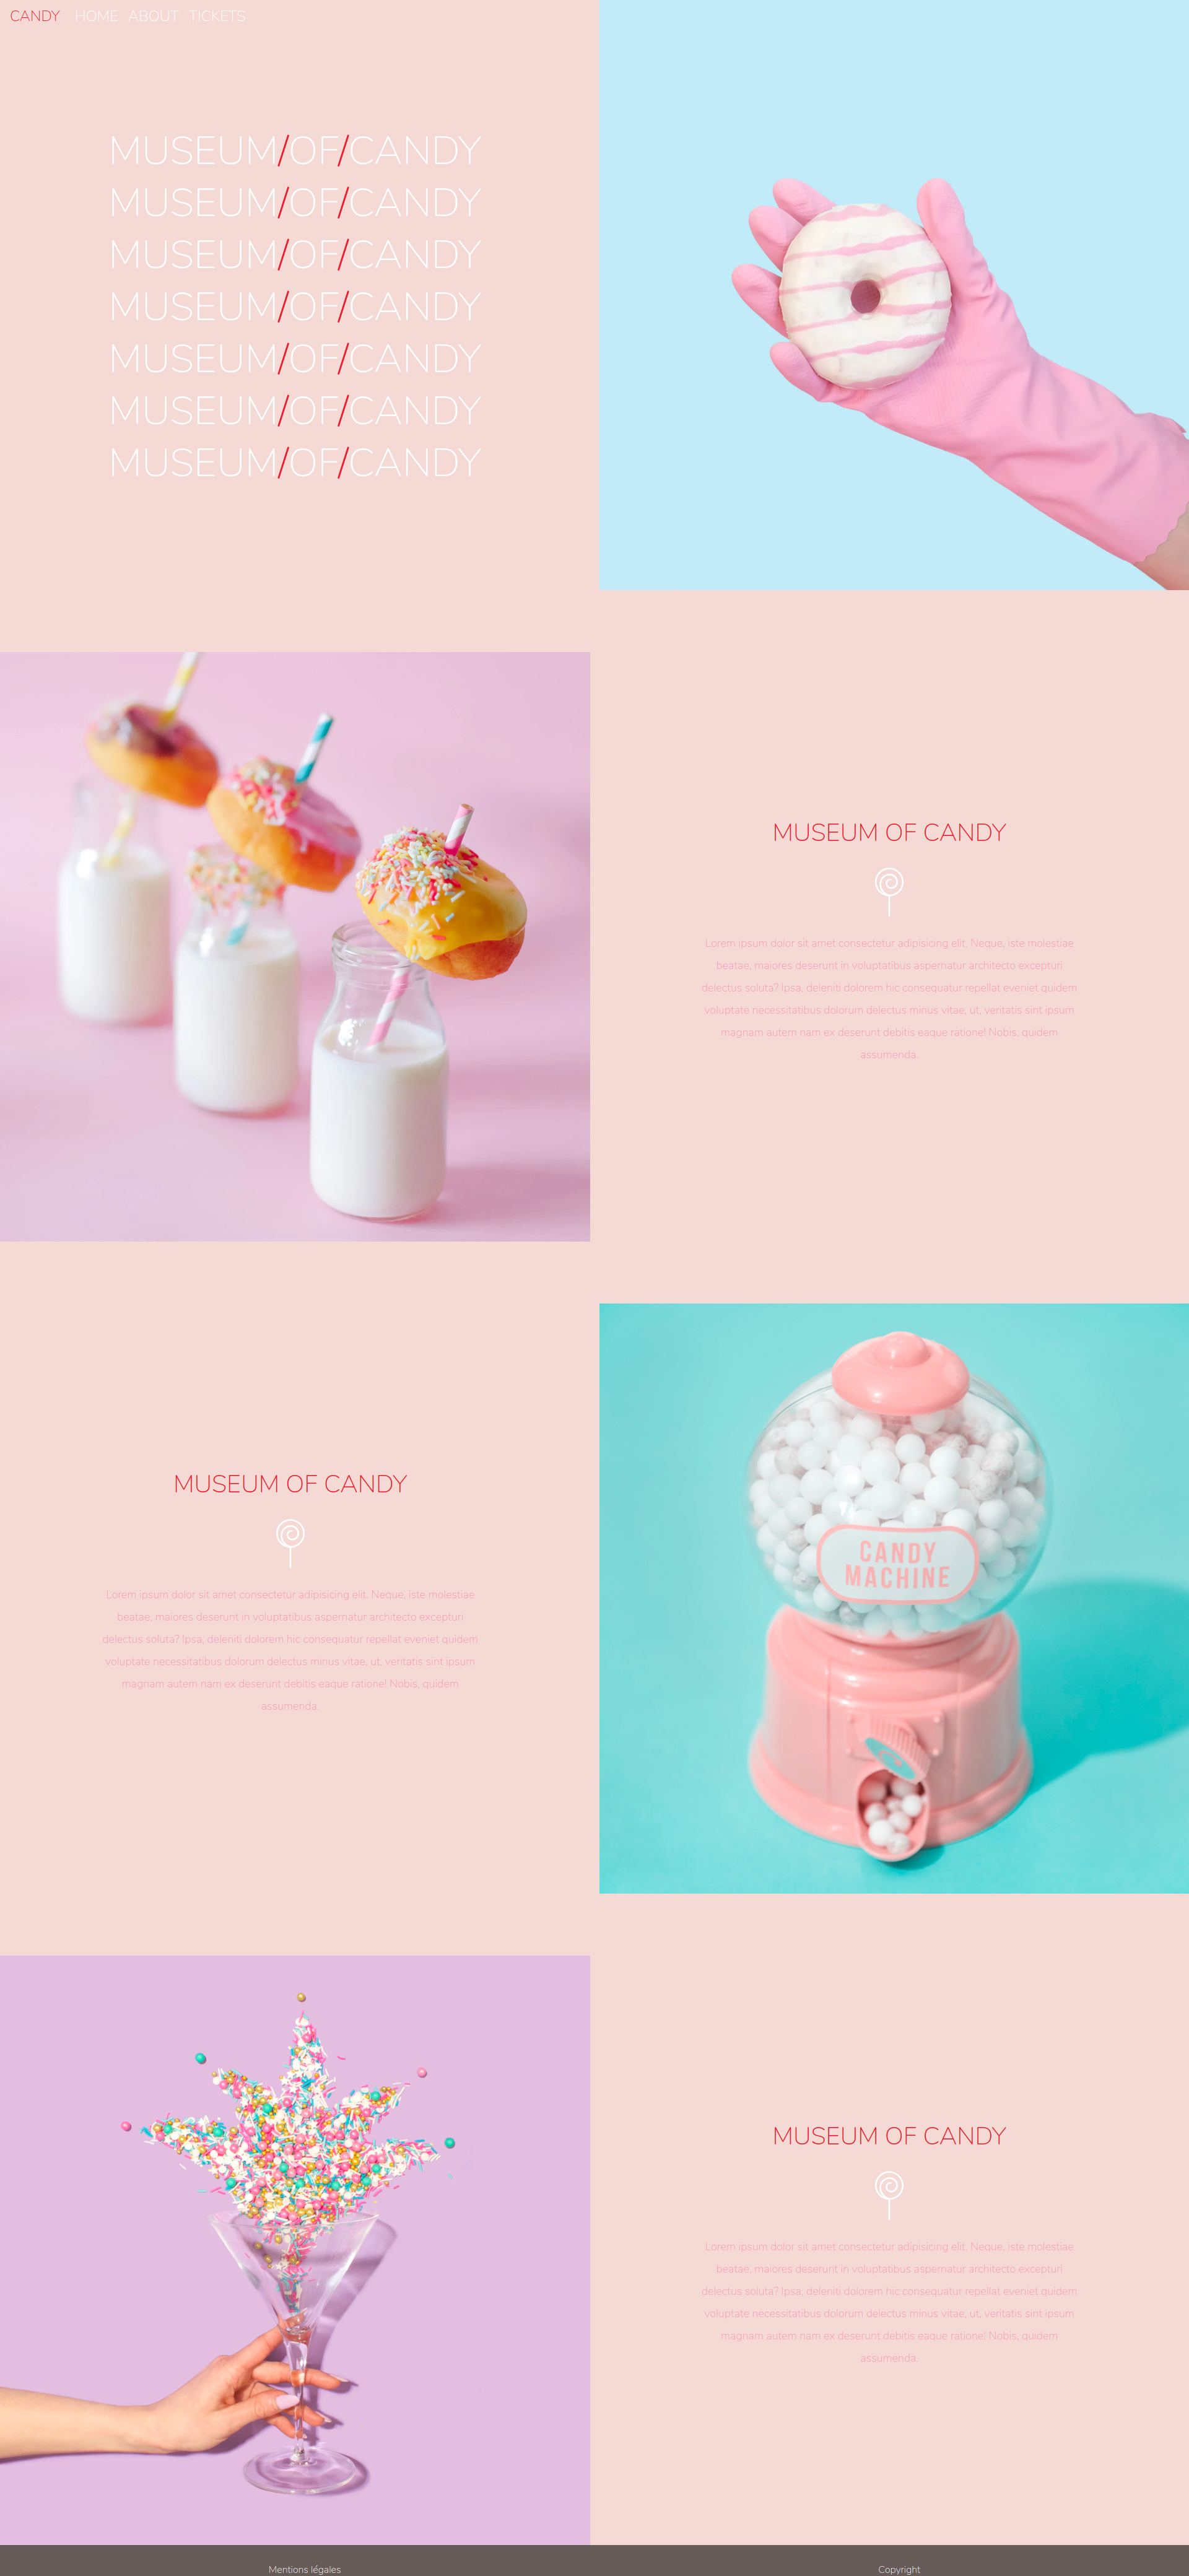 CANDY HOME ABOUT TICKETS
MUSEUM/OF/CANDY
MUSEUM/OF/CANDY
MUSEUM/OF/CANDY
MUSEUM/OF/CANDY
MUSEUM/OF/CANDY
MUSEUM/OF/CANDY
MUSEUM/OF/CANDY
MUSEUM OF CANDY
Lorem ipsum dolor sit amet consectetur adipisicing elit. Neque, iste molestiae
beatae, maiores deserunt in voluptatibus aspernatur architecto excepturi
delectus soluta? Ipsa, deleniti dolorem hic consequatur repellat eveniet quidem
voluptate necessitatibus dolorum delectus minus vitae, ut, veritatis sint ipsum
magnam autem nam ex deserunt debitis eaque ratione! Nobis, quidem
assumenda.
MUSEUM OF CANDY
Lorem ipsum dolor sit amet consectetur adipisicing elit. Neque, iste molestiae
beatae, maiores deserunt in voluptatibus aspernatur architecto excepturi
delectus soluta? Ipsa, deleniti dolorem hic consequatur repellat eveniet quidem
voluptate necessitatibus dolorum delectus minus vitae, ut, veritatis sint ipsum
magnam autem nam ex deserunt debitis eaque ratione! Nobis, quidem
assumenda.
CANDY
MACHINE
MUSEUM OF CANDY
Lorem ipsum dolor sit amet consectetur adipisicing elit. Neque, iste molestiae
beatae, maiores deserunt in voluptatibus aspernatur architecto excepturi
delectus soluta? Ipsa, deleniti dolorem hic consequatur repellat eveniet quidem
voluptate necessitatibus dolorum delectus minus vitae, ut, veritatis sint ipsum
magnam autem nam ex deserunt debitis eaque ratione! Nobis, quidem
assumenda.
Mentions légales
Copyright